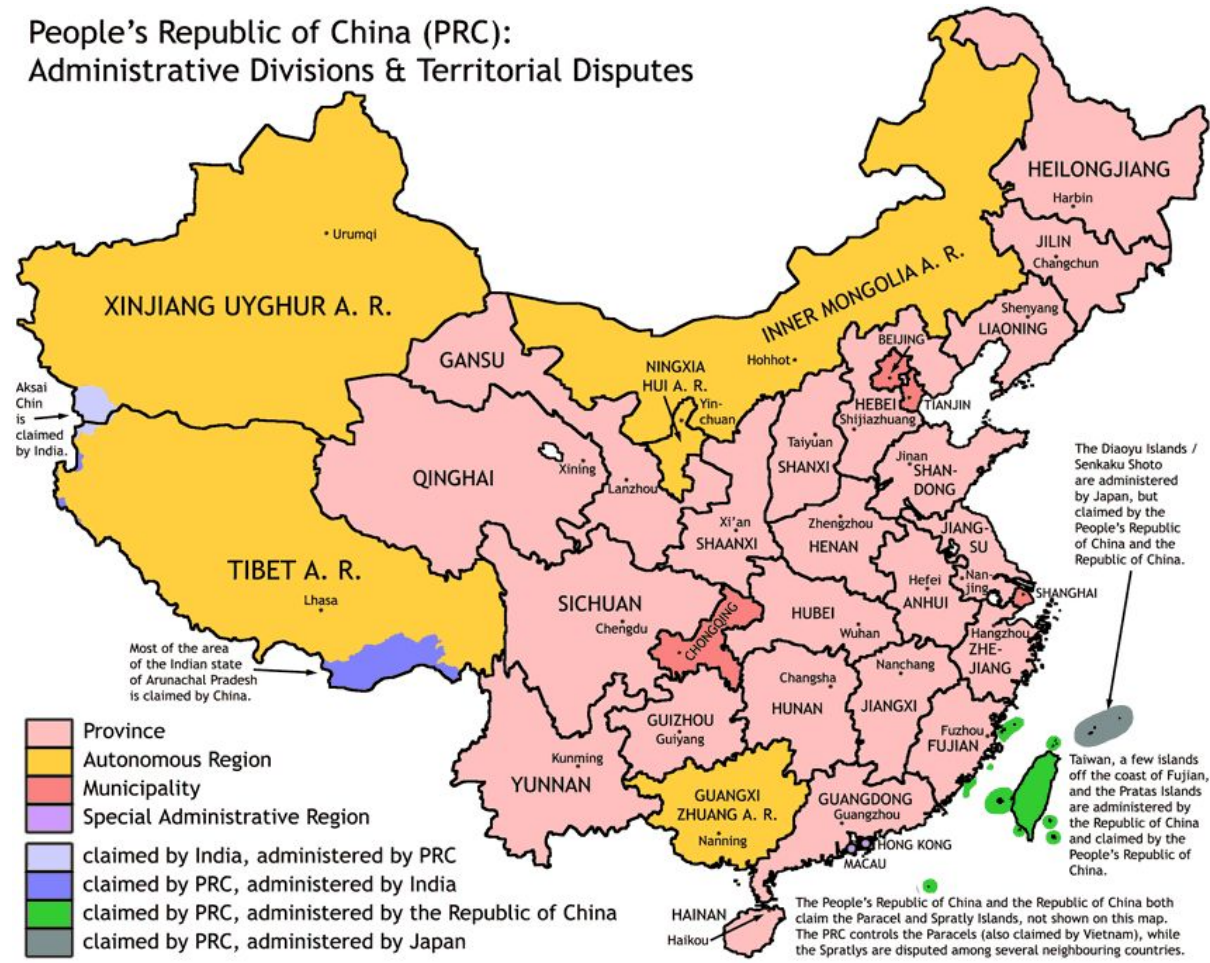 People's Republic of China (PRC):
Administrative Divisions & Territorial Disputes
HEILONGJIANG
Harbin
JILIN
Changchun
Urumqi
XINJIANG UYGHUR A. R.
INNER MONGOLIA A. R.
Shenyang
LIAONING
GANSU
NINGXIA
HUI A. R.
Hohhot
BEIJING
Yin-
chuan
HEBEI
TIANJIN
Shijiazhuang
Aksai
Chin
is
claimed
by India.
Taiyuan
SHANXI
Jinan
SHAN-
DONG
QINGHAI
Xining
Lanzhou
The Diaoyu Islands /
Senkaku Shoto
are administered
by Japan, but
claimed by the
People's Republic
of China and the
Republic of China.
Xi'an
SHAANXI
Zhengzhou
HENAN
JIANG-
SU
TIBET A. R.
Lhasa
SICHUAN
Chengdu
CHONGQING
HUBEI
Wuhan
Hefei
ANHUI
Nan-
jing
SHANGHAI
Hangzhou
ZHE-
JIANG
Most of the area
of the Indian state
of Arunachal Pradesh
is claimed by China.
Changsha
HUNAN
Nanchang
JIANGXI
GUIZHOU
Guiyang
Fuzhou
FUJIAN
Kunming
YUNNAN
GUANGXI
ZHUANG A. R.
Nanning
GUANGDONG
Guangzhou
HONG KONG
MACAU
Taiwan, a few islands
off the coast of Fujian,
and the Pratas Islands
are administered by
the Republic of China
and claimed by the
People's Republic of
China.
HAINAN
Haikou
Province
Autonomous Region
Municipality
Special Administrative Region
claimed by India, administered by PRC
claimed by PRC, administered by India
claimed by PRC, administered by the Republic of China
claimed by PRC, administered by Japan
The People's Republic of China and the Republic of China both
claim the Paracel and Spratly Islands, not shown on this map.
The PRC controls the Paracels (also claimed by Vietnam), while
the Spratlys are disputed among several neighbouring countries.